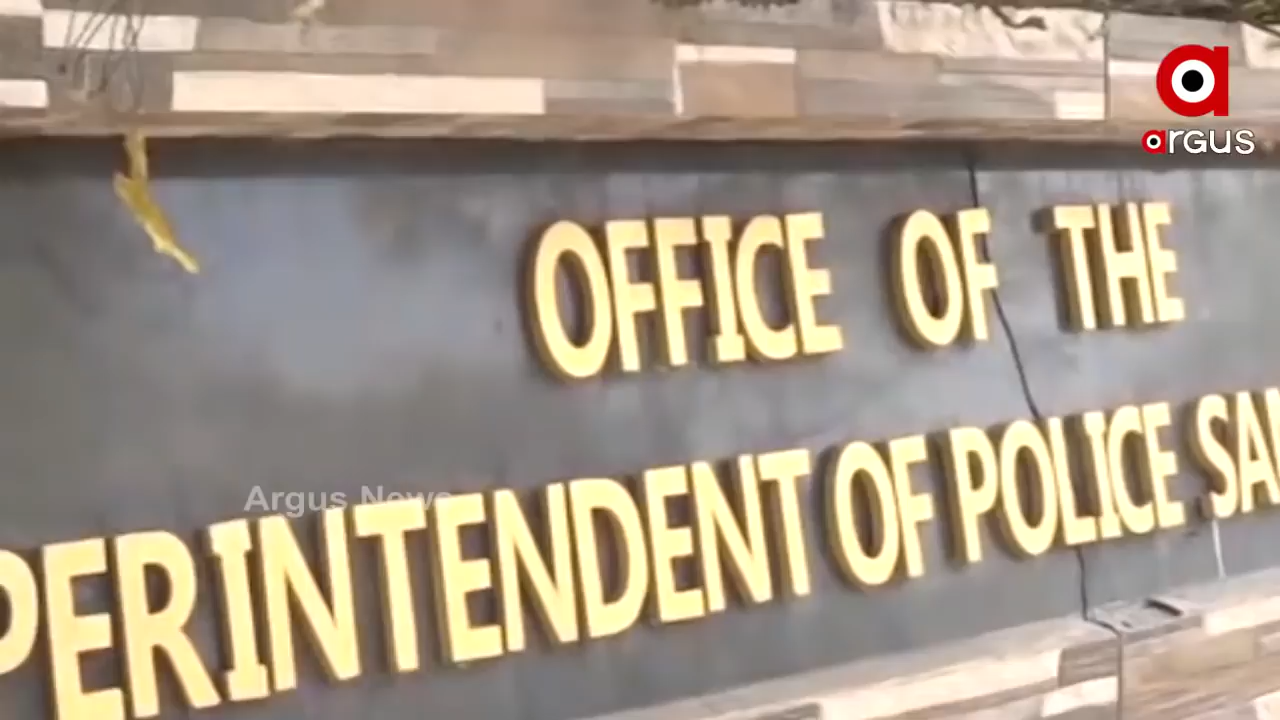 argus
OFFICE OF THE
PERINTENDENT OF POLICE SA
Argus News